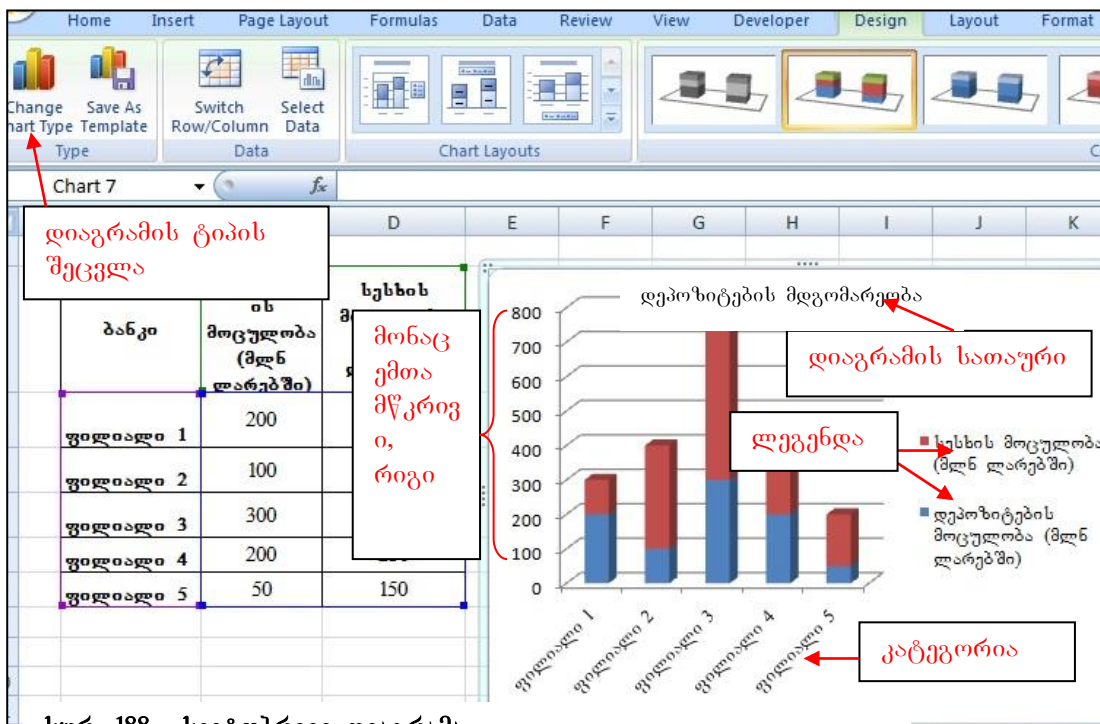 Home Insert Page Layout Formulas Data Review View Developer Design Layout Format
Change Save As Switch Select
Type Template Row/Column Data
Type Data Chart Layouts
Chart 7 fx
D E F G H I J K
დიაგრამის ტიპის
შეცვლა
სესხის
ბანკი
ის
მოცულობა
(მლნ
ლარებში)
ფილიალი 1 200
ფილიალი 2 100
ფილიალი 3 300
ფილიალი 4 200
ფილიალი 5 50 150
მონაც
ემთა
მწკრივ
ი,
რიგი
დეპოზიტების მდგომარეობა
დიაგრამის სათაური
800
700
600
500
400
300
200
100
0
ლეგენდა
სესხის მოცულობა
(მლნ ლარებში)
დეპოზიტების
მოცულობა (მლნ
ლარებში)
ფილიალი 1 ფილიალი 2 ფილიალი 3 ფილიალი 4 ფილიალი 5
კატეგორია
188